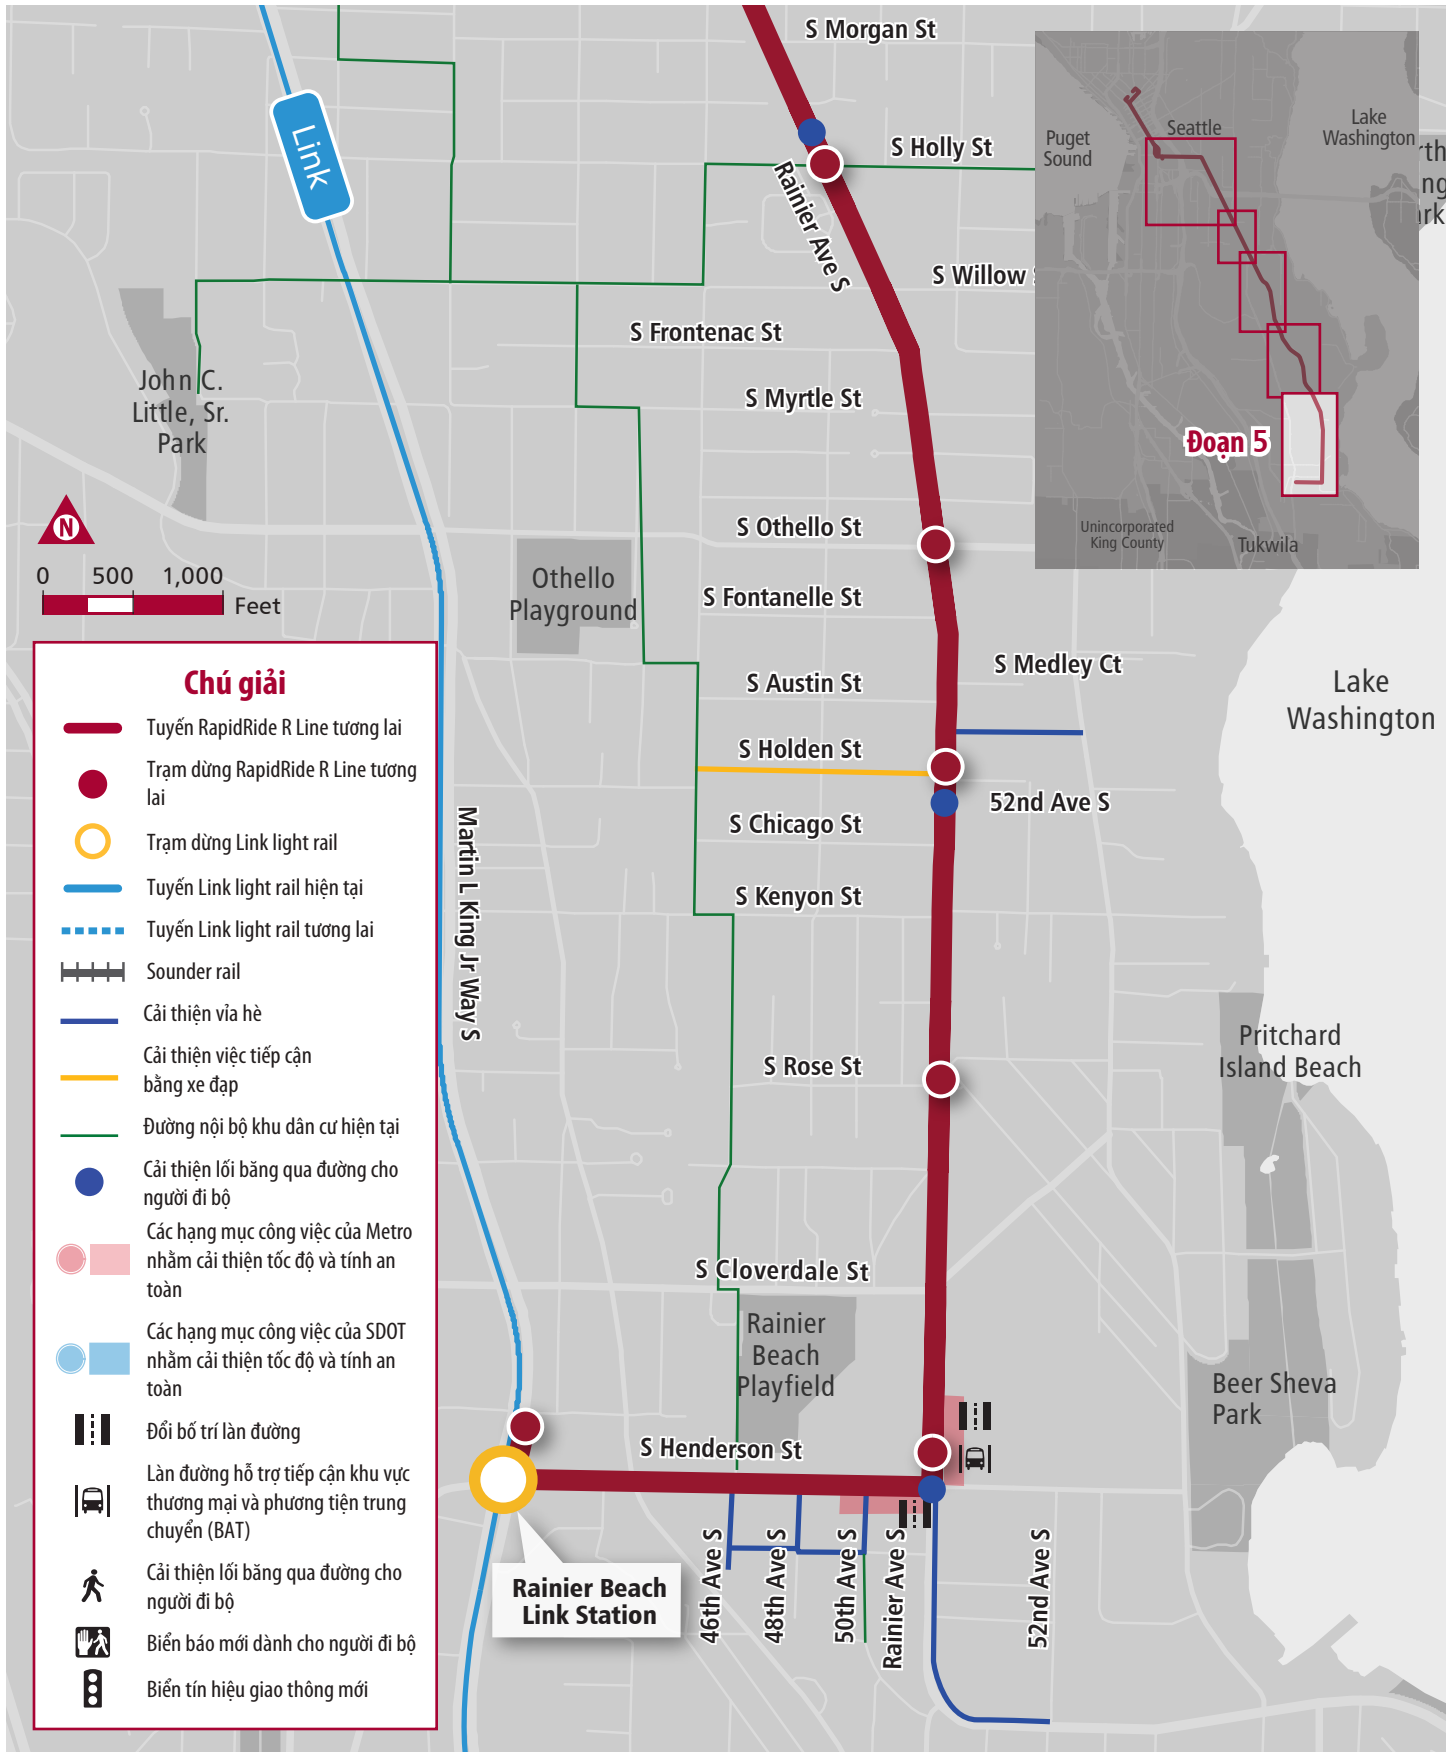 S Morgan St
Link
S Holly St
Rainier Ave S
S Willow
S Frontenac St
S Myrtle St
John C.
Little, Sr.
Park
N
0 500 1,000
Feet
S Othello St
Othello
Playground
S Fontanelle St
S Austin St
S Medley Ct
S Holden St
52nd Ave S
S Chicago St
S Kenyon St
Martin L King Jr Way S
S Rose St
S Cloverdale St
Rainier
Beach
Playfield
S Henderson St
Rainier Beach
Link Station
46th Ave S
48th Ave S
50th Ave S
Rainier Ave S
52nd Ave S
Lake
Washington
Pritchard
Island Beach
Beer Sheva
Park
Puget
Sound
Seattle
Lake
Washington
Đoạn 5
Unincorporated
King County
Tukwila
Chú giải
Tuyến RapidRide R Line tương lai
Trạm dừng RapidRide R Line tương
lai
Trạm dừng Link light rail
Tuyến Link light rail hiện tại
Tuyến Link light rail tương lai
Sounder rail
Cải thiện vỉa hè
Cải thiện việc tiếp cận
bằng xe đạp
Đường nội bộ khu dân cư hiện tại
Cải thiện lối băng qua đường cho
người đi bộ
Các hạng mục công việc của Metro
nhằm cải thiện tốc độ và tính an
toàn
Các hạng mục công việc của SDOT
nhằm cải thiện tốc độ và tính an
toàn
Đổi bố trí làn đường
Làn đường hỗ trợ tiếp cận khu vực
thương mại và phương tiện trung
chuyển (BAT)
Cải thiện lối băng qua đường cho
người đi bộ
Biển báo mới dành cho người đi bộ
Biển tín hiệu giao thông mới